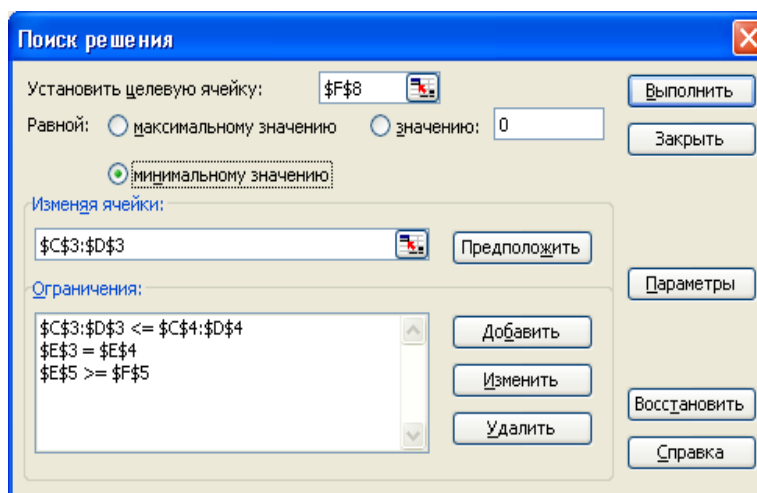 Поиск решения
Установить целевую ячейку: $F$8
Выполнить
Равной: максимальному значению значению: 0
Закрыть
минимальному значению
Изменяя ячейки:
$C$3:$D$3
Предположить
Ограничения:
Параметры
$C$3:$D$3 <= $C$4:$D$4
$E$3 = $E$4
$E$5 >= $F$5
Добавить
Изменить
Удалить
Восстановить
Справка